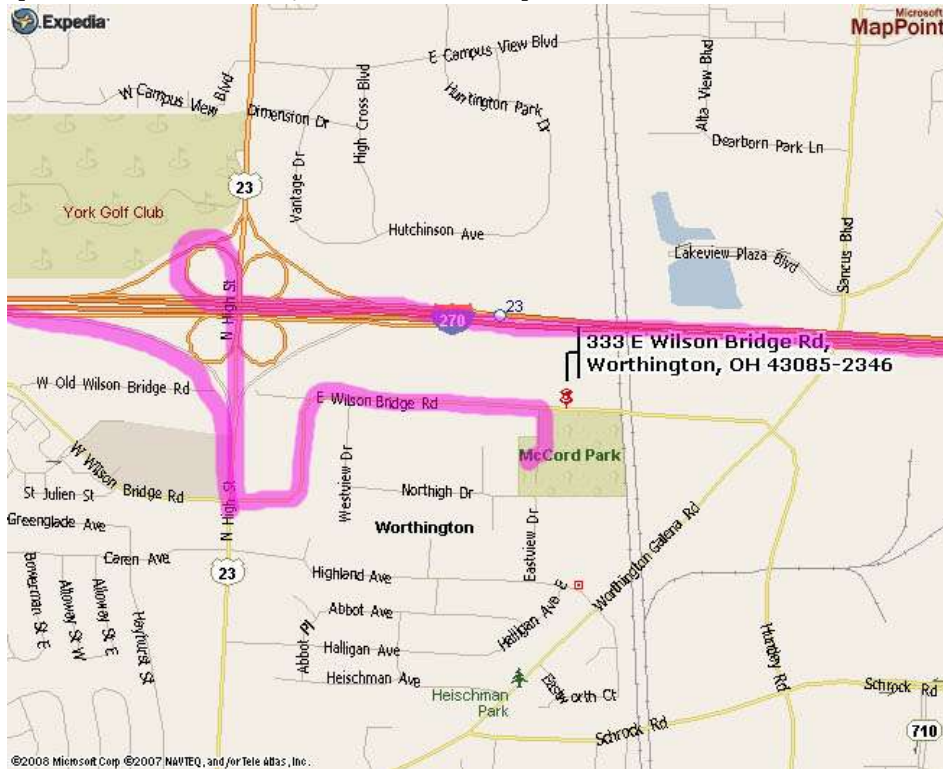 Expedia
Microsoft
MapPoint
E Campus View Blvd
W Campus View Blvd
Dimension Dr
High Cross Blvd
Huntington Park Dr
Alta View Blvd
Dearborn Park Ln
23
Vantage Dr
York Golf Club
Hutchinson Ave
Lakeview Plaza Blvd
Sancus Blvd
N High St
23
270
N High St
333 E Wilson Bridge Rd,
Worthington, OH 43085-2346
W Old Wilson Bridge Rd
E Wilson Bridge Rd
W Wilson Bridge Rd
Westview Dr
McCord Park
St Julien St
Northigh Dr
N High St
Greenglade Ave
Worthington
Eastview Dr
Worthington Galena Rd
Caren Ave
23
Highland Ave
Bowerman St E
Alloway St W
Alloway St E
Hayhurst St
Abbot Ave
Halligan Ave E
Abbot Pl
Halligan Ave
Huntley Rd
Heischman Ave
Heischman
Park
Eastworth Ct
Schrock Rd
Schrock Rd
710
©2008 Microsoft Corp ©2007 NAVTEQ, and/or Tele Atlas, Inc.